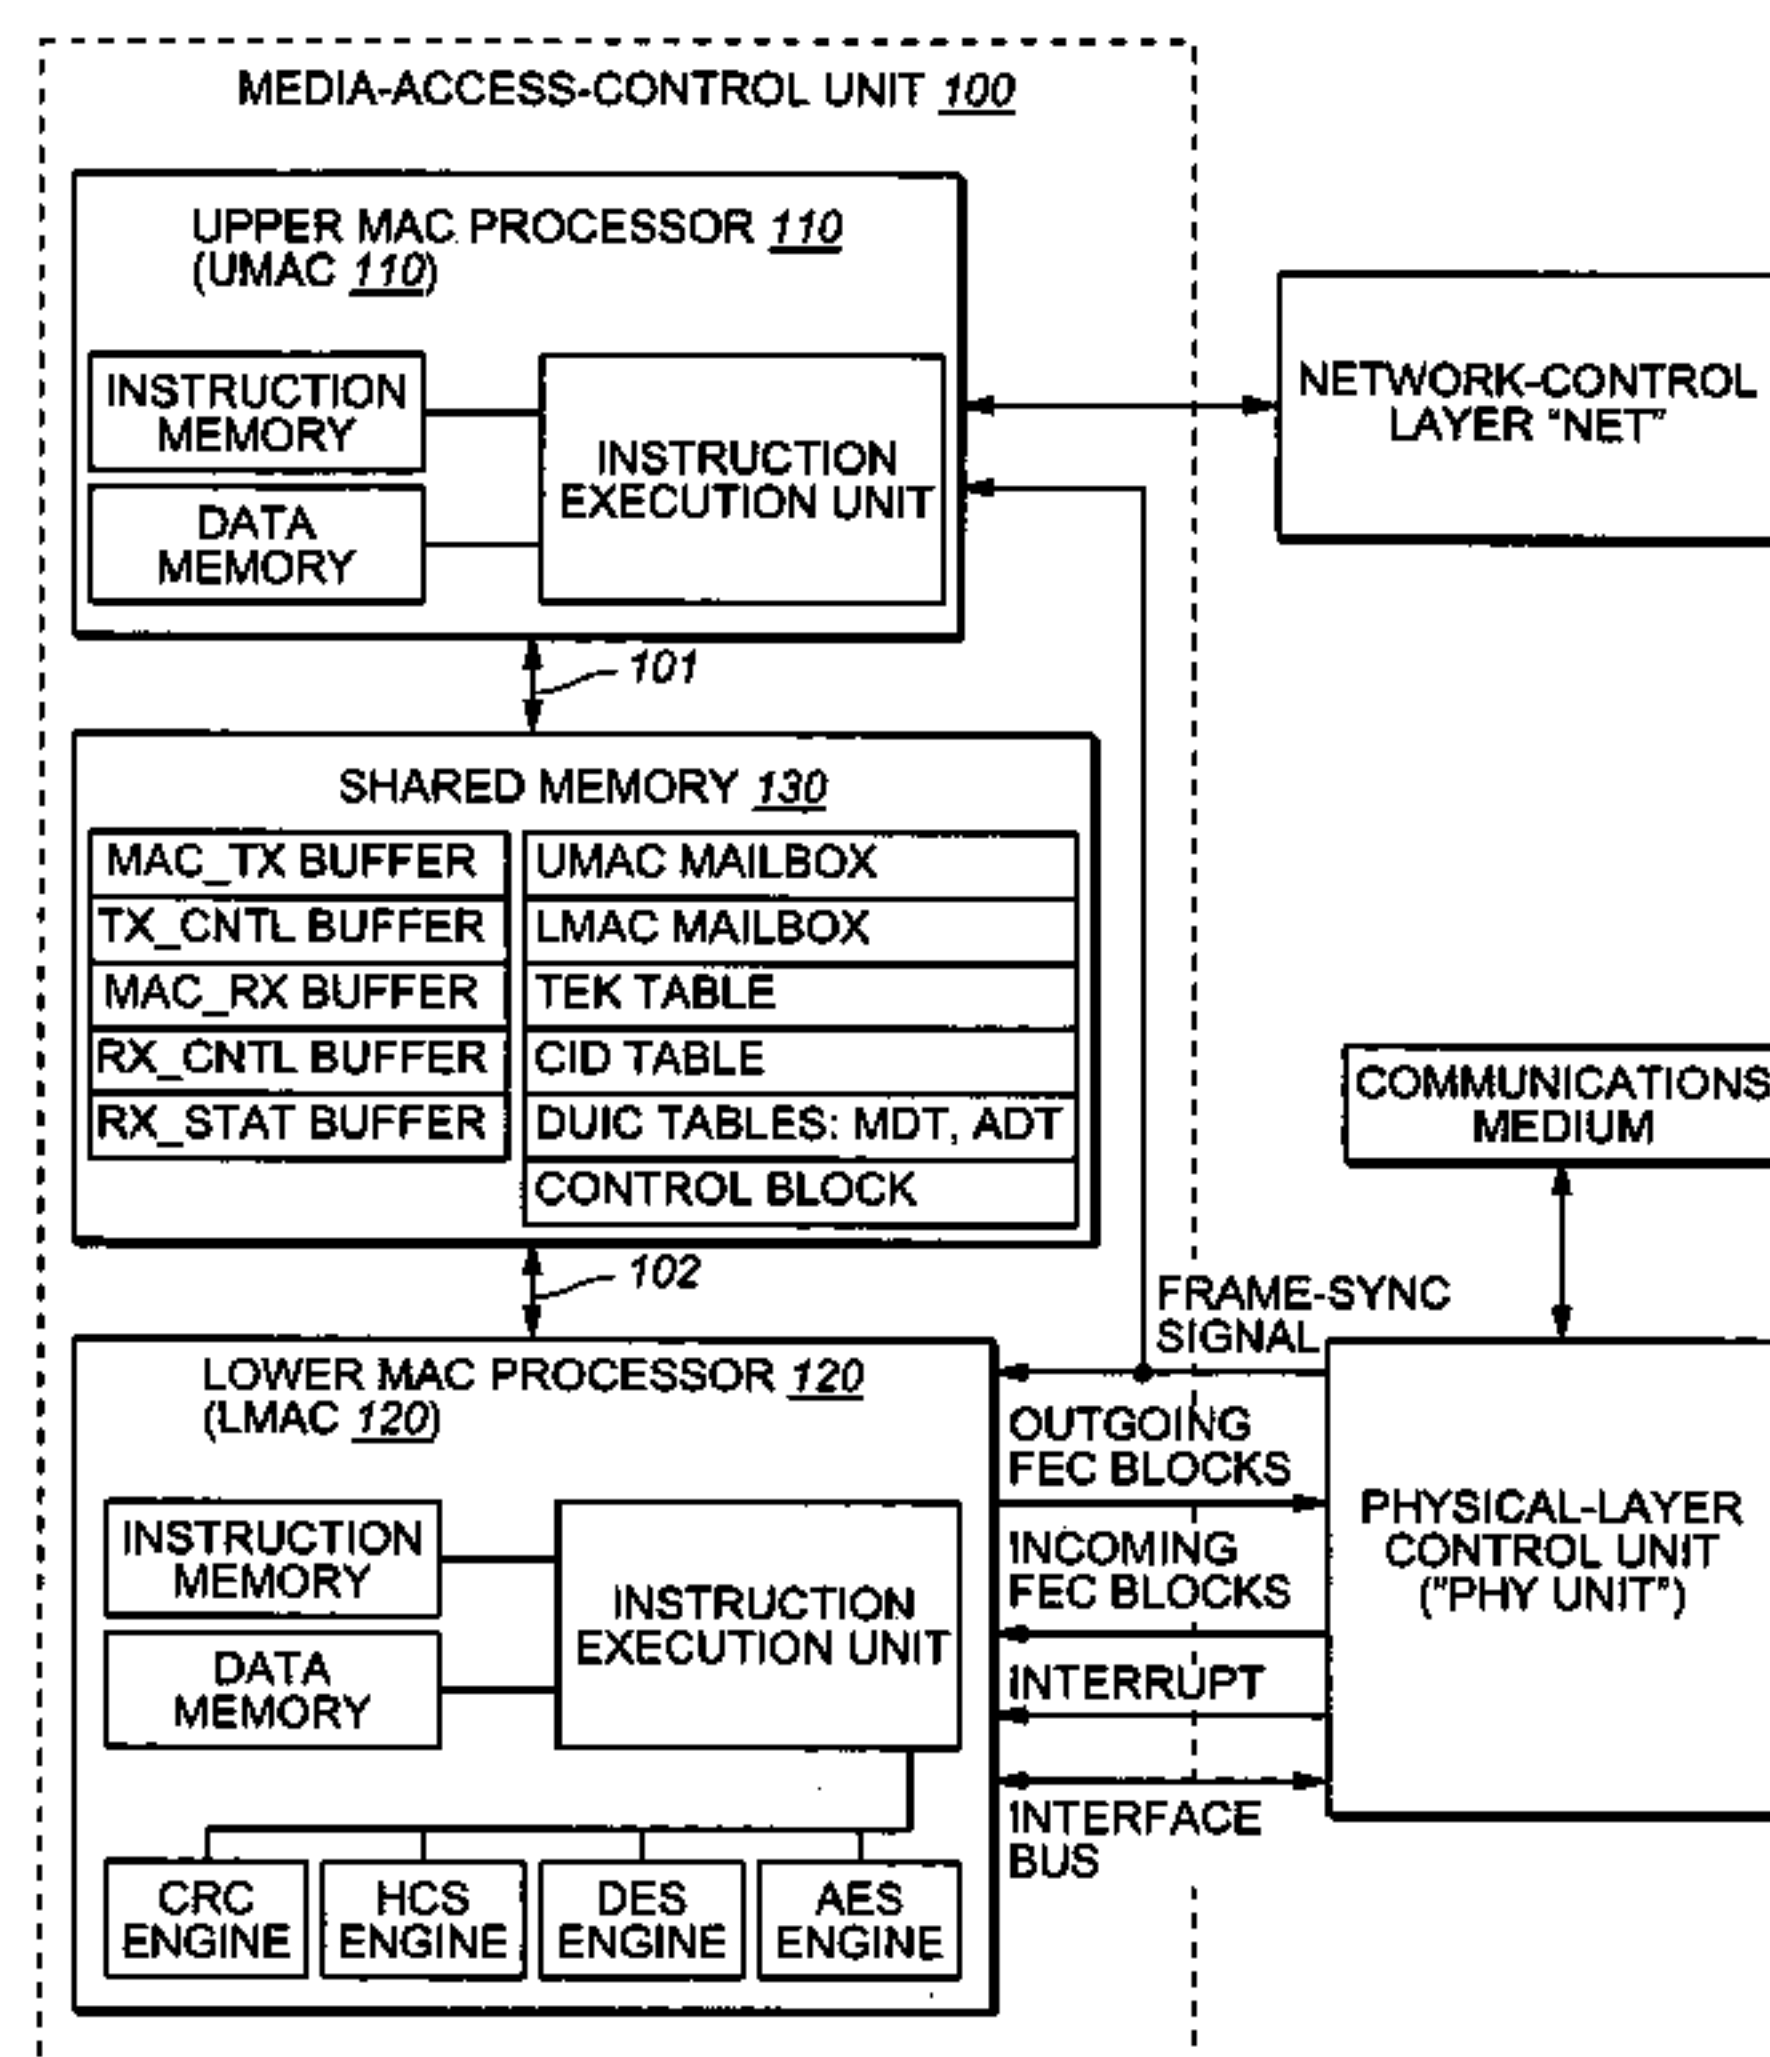 MEDIA-ACCESS-CONTROL UNIT 100
UPPER MAC PROCESSOR 110
(UMAC 110)
INSTRUCTION
MEMORY
DATA
MEMORY
INSTRUCTION
EXECUTION UNIT
NETWORK-CONTROL
LAYER "NET"
101
SHARED MEMORY 130
MAC_TX BUFFER
TX_CNTL BUFFER
MAC_RX BUFFER
RX_CNTL BUFFER
RX_STAT BUFFER
UMAC MAILBOX
LMAC MAILBOX
TEK TABLE
CID TABLE
DUIC TABLES: MDT, ADT
CONTROL BLOCK
COMMUNICATIONS
MEDIUM
102
FRAME-SYNC
SIGNAL
LOWER MAC PROCESSOR 120
(LMAC 120)
INSTRUCTION
MEMORY
DATA
MEMORY
INSTRUCTION
EXECUTION UNIT
OUTGOING
FEC BLOCKS
INCOMING
FEC BLOCKS
INTERRUPT
INTERFACE
BUS
PHYSICAL-LAYER
CONTROL UNIT
("PHY UNIT")
CRC
ENGINE
HCS
ENGINE
DES
ENGINE
AES
ENGINE